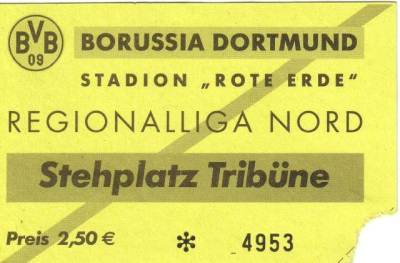 BVB
09
BORUSSIA DORTMUND
STADION „ROTE ERDE“
REGIONALLIGA NORD
Stehplatz Tribüne
Preis 2,50 € * 4953